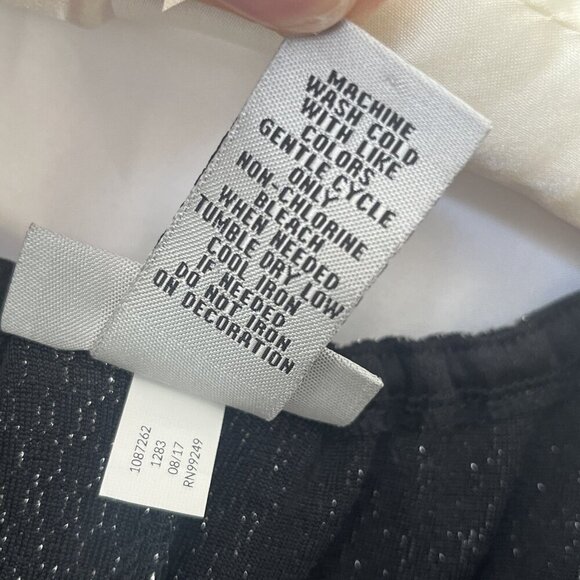 MACHINE
WASH COLD
WITH LIKE
COLORS
GENTLE CYCLE
ONLY
NON-CHLORINE
BLEACH
WHEN NEEDED
TUMBLE DRY LOW
COOL IRON
IF NEEDED
DO NOT IRON
ON DECORATION
1087262
1283
08/17
RN99249